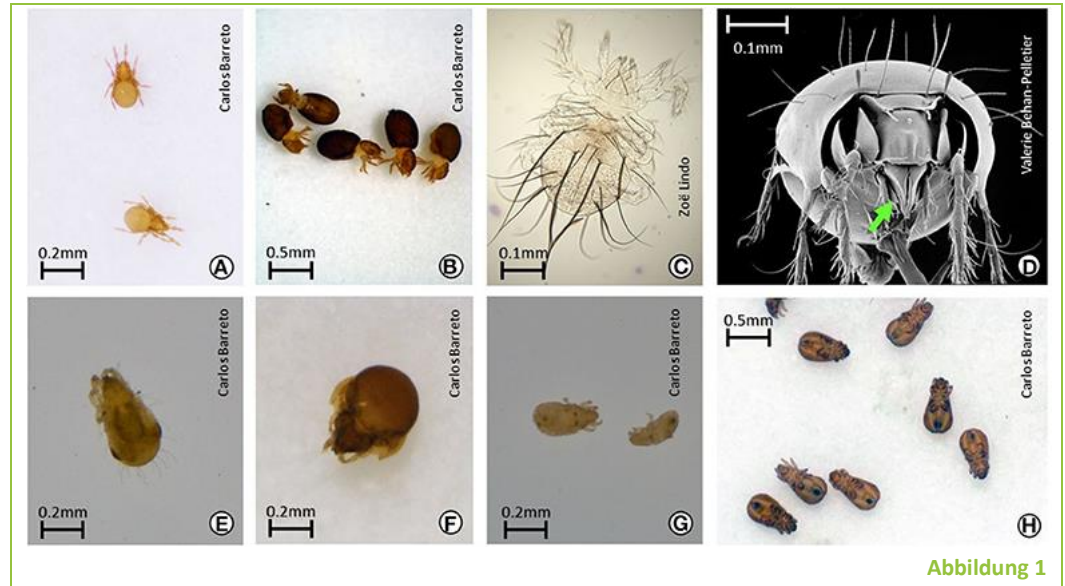 Carlos Barreto
0.2mm
A
Carlos Barreto
0.5mm
B
Zoë Lindo
0.1mm
C
0.1mm
Valerie Behan-Pelletier
D
Carlos Barreto
0.2mm
E
Carlos Barreto
0.2mm
F
Carlos Barreto
0.2mm
G
0.5mm
Carlos Barreto
H
Abbildung 1